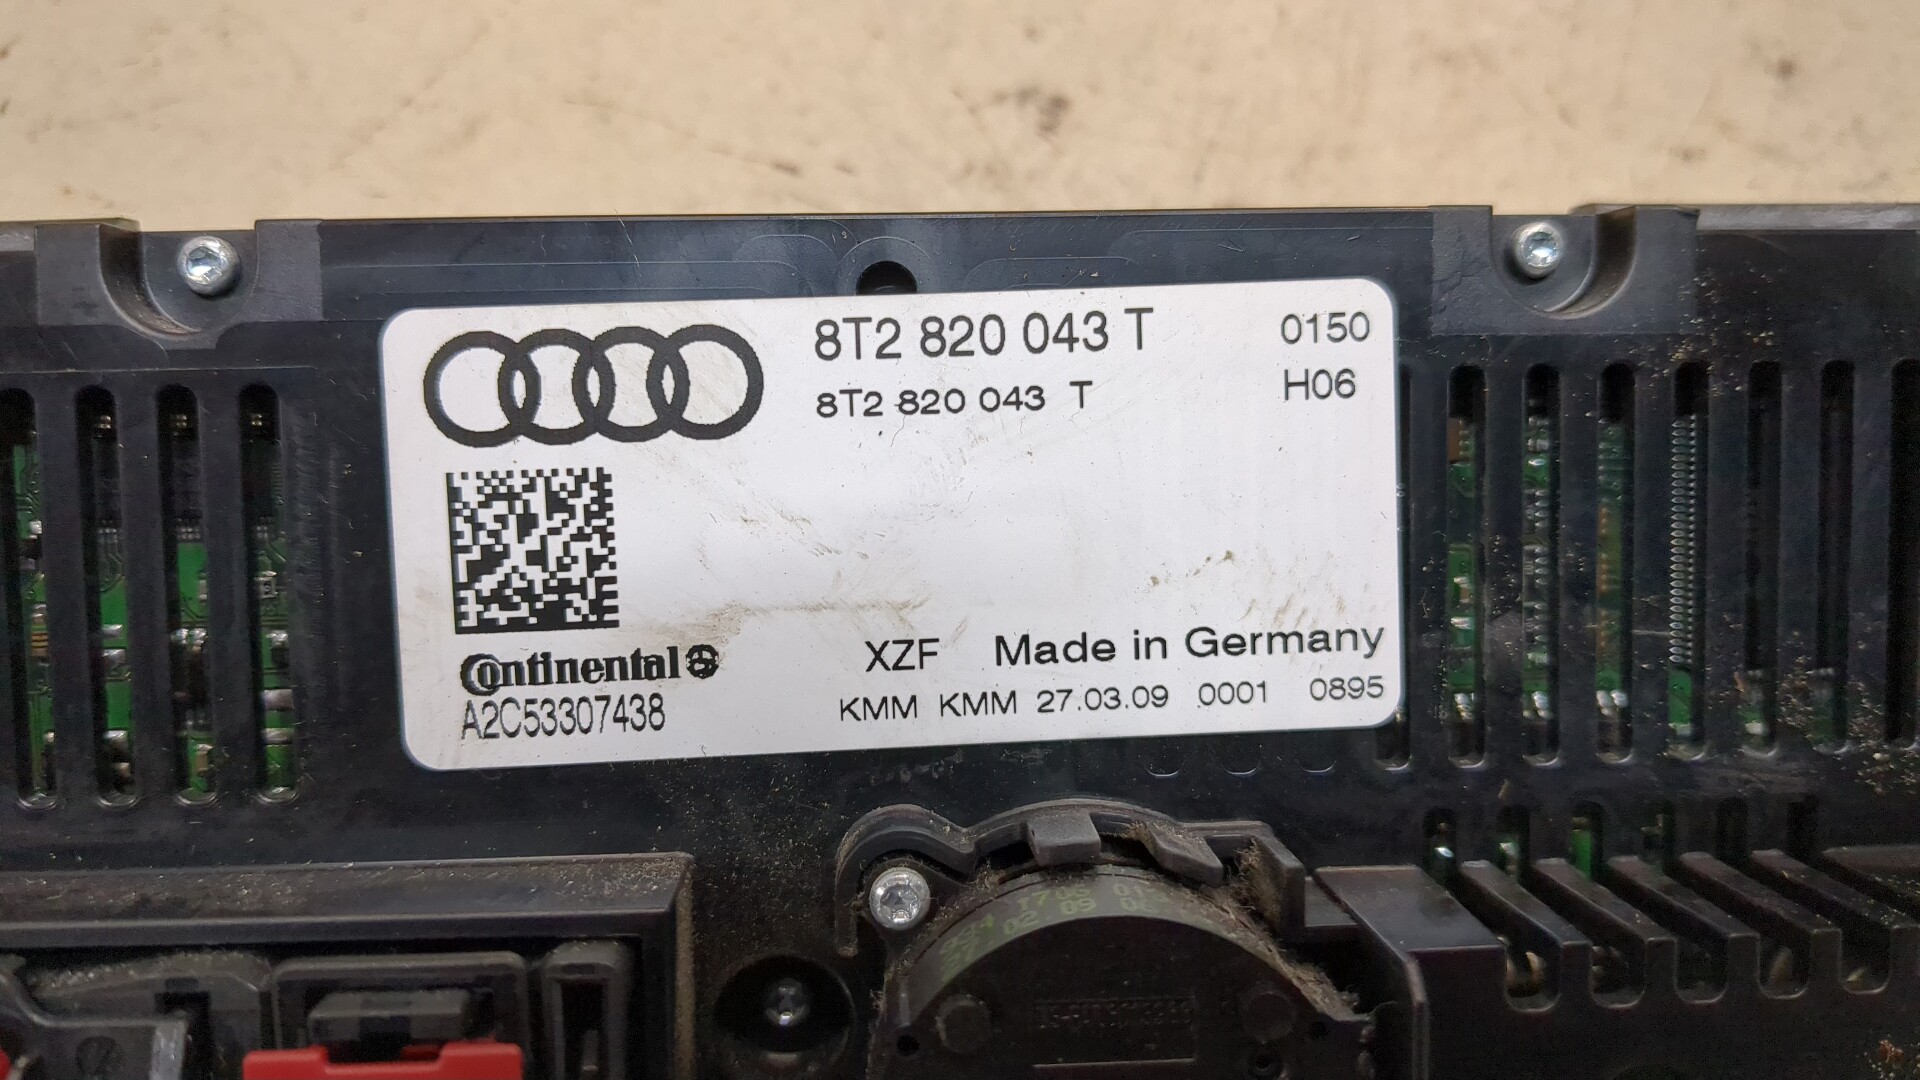 8T2 820 043 T 0150
8T2 820 043 T H06
Continental
A2C53307438
XZF Made in Germany
KMM KMM 27.03.09 0001 0895